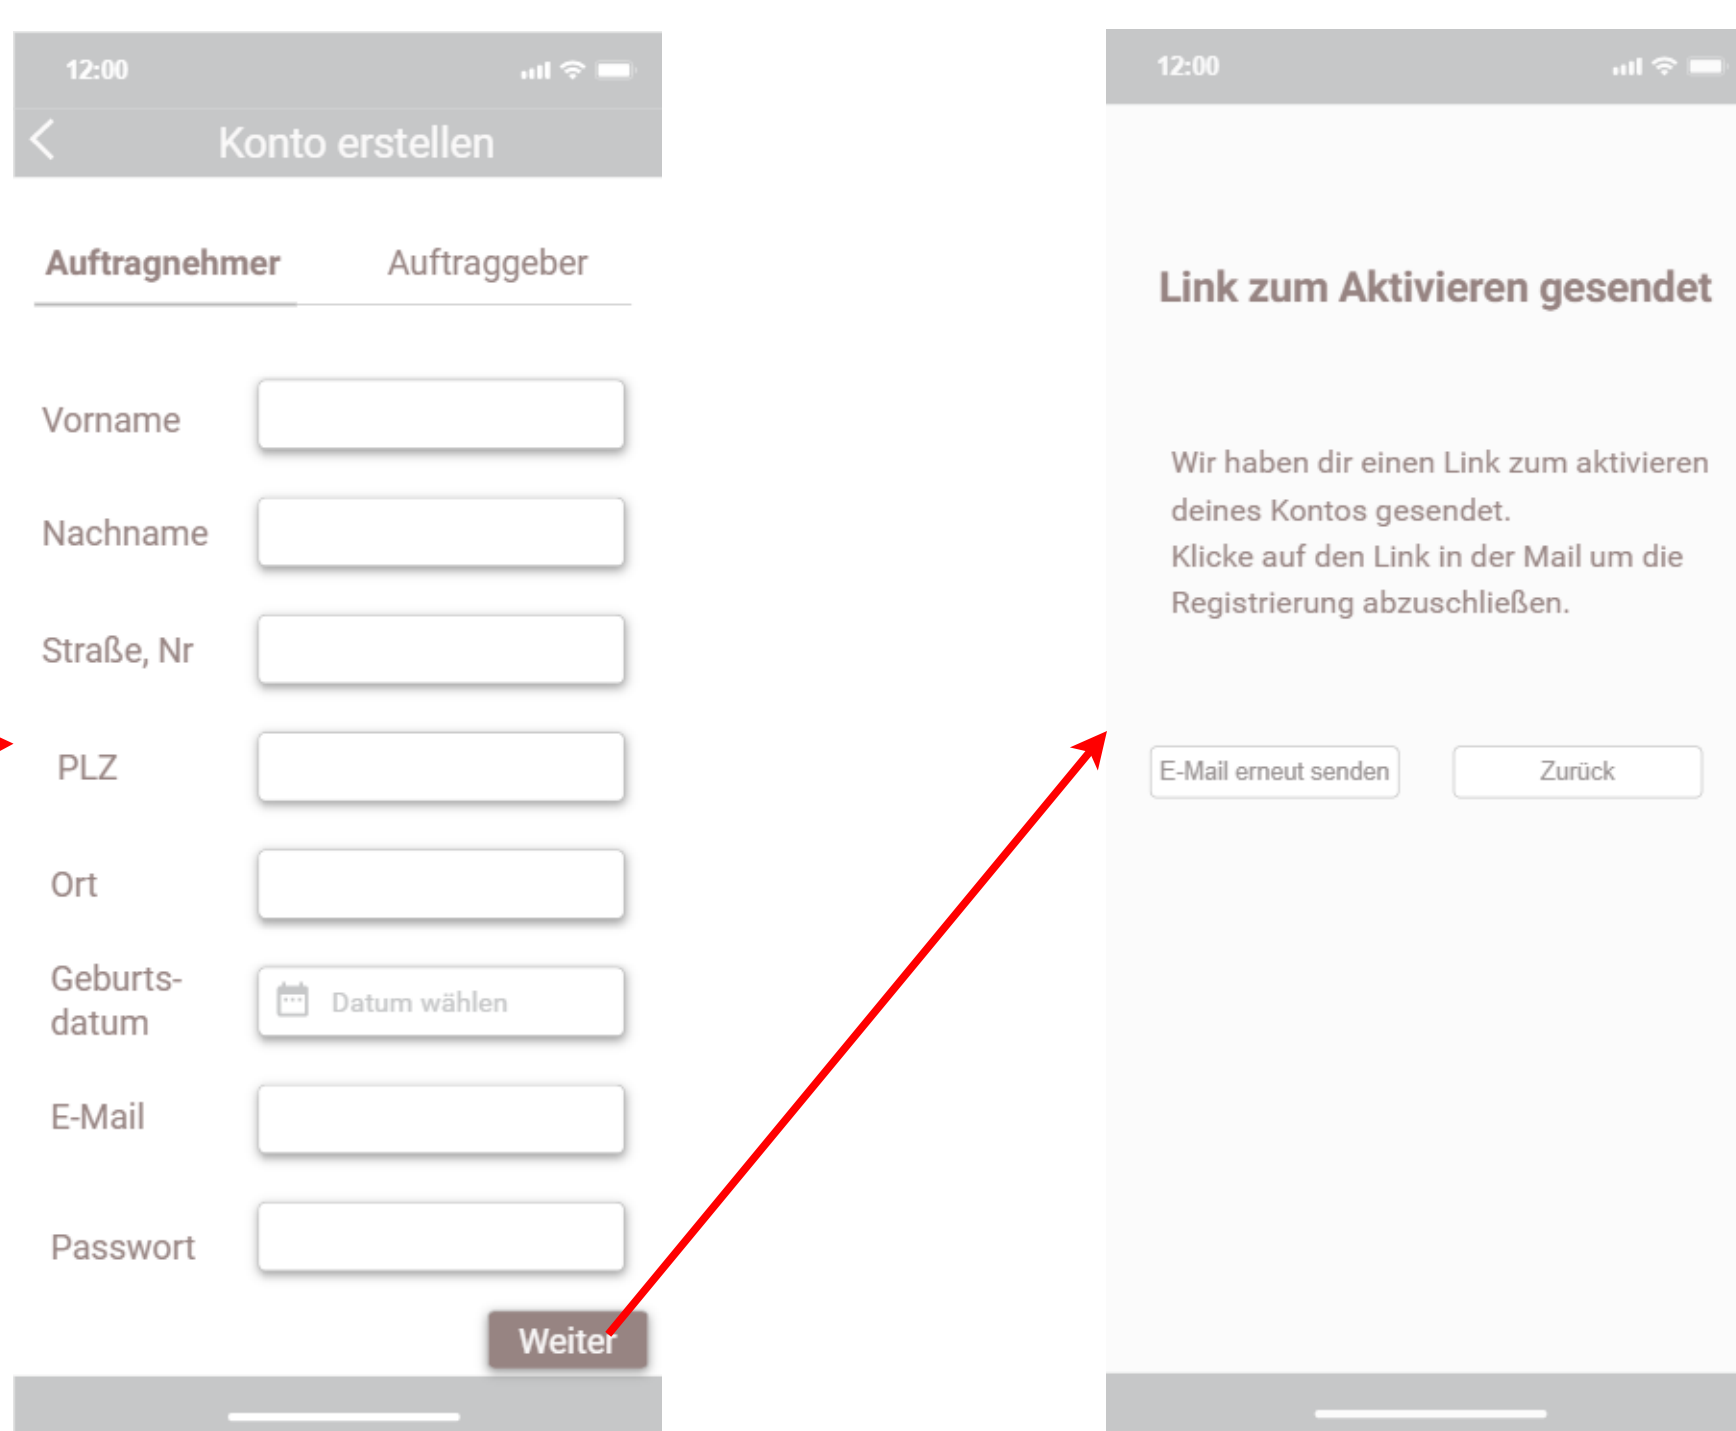 12:00
Konto erstellen
Auftragnehmer
Auftraggeber
Vorname
Nachname
Straße, Nr
PLZ
Ort
Geburts-
datum
Datum wählen
E-Mail
Passwort
Weiter
12:00
Link zum Aktivieren gesendet
Wir haben dir einen Link zum aktivieren
deines Kontos gesendet.
Klicke auf den Link in der Mail um die
Registrierung abzuschließen.
E-Mail erneut senden
Zurück